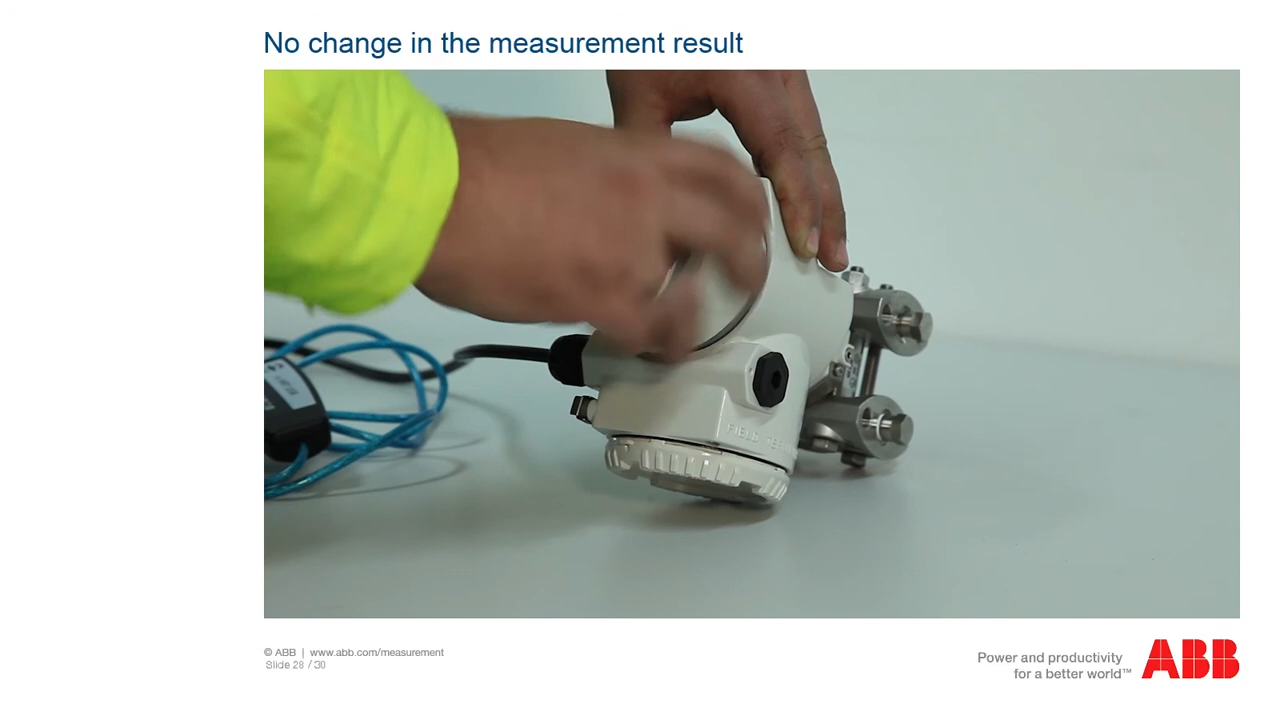 No change in the measurement result
FIELD
© ABB | www.abb.com/measurement
Slide 28 / 30
Power and productivity
for a better world™
ABB